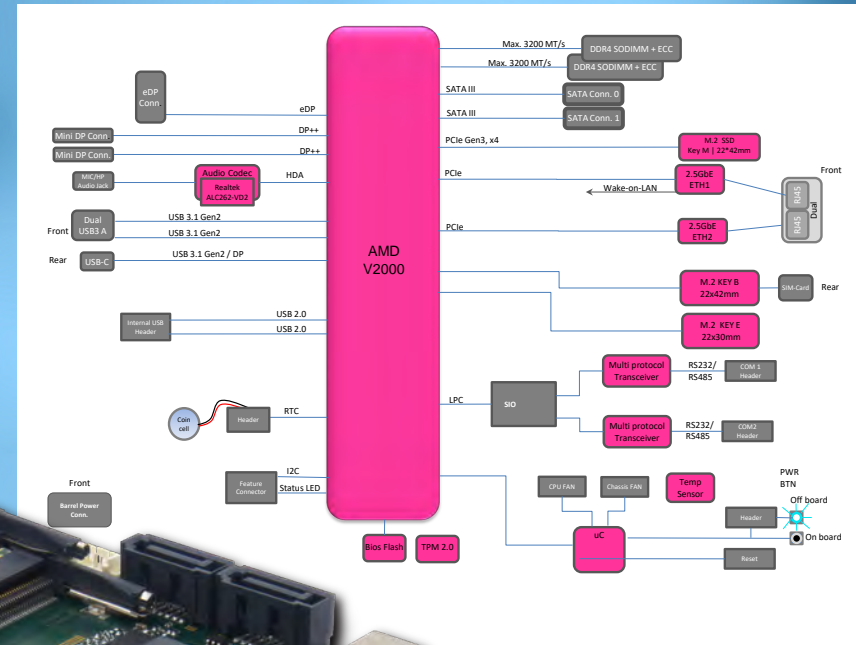 Max. 3200 MT/s
DDR4 SODIMM + ECC
Max. 3200 MT/s
DDR4 SODIMM + ECC
eDP
Conn.
eDP
SATA III
SATA Conn. 0
SATA III
SATA Conn. 1
Mini DP Conn.
DP++
Mini DP Conn.
DP++
PCIe Gen3, x4
M.2 SSD
Key M | 22*42mm
MIC/HP
Audio Jack
Audio Codec
Realtek
ALC262-VD2
HDA
PCIe
2.5GbE
ETH1
Wake-on-LAN
Front
RJ45
RJ45
Dual
Front
Dual
USB3 A
USB 3.1 Gen2
USB 3.1 Gen2
PCIe
2.5GbE
ETH2
AMD
V2000
Rear
USB-C
USB 3.1 Gen2 / DP
M.2 KEY B
22x42mm
SIM-Card
Rear
Internal USB
Header
USB 2.0
USB 2.0
M.2 KEY E
22x30mm
Multi protocol
Transceiver
RS232/
RS485
COM 1
Header
LPC
SIO
Coin
cell
Header
RTC
Multi protocol
Transceiver
RS232/
RS485
COM2
Header
Feature
Connector
I2C
Status LED
CPU FAN
Chassis FAN
Temp
Sensor
PWR
BTN
Off board
Front
Barrel Power
Conn.
Header
On board
uC
Reset
Bios Flash
TPM 2.0